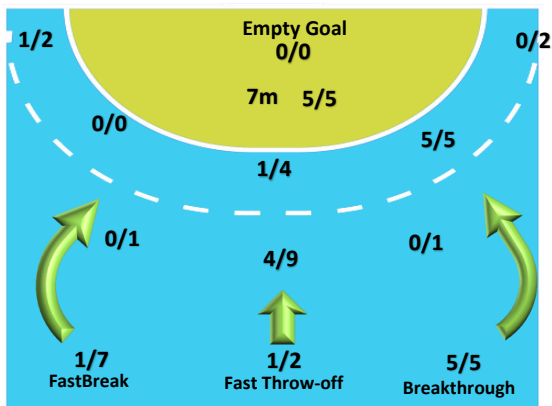 Empty Goal
1/2 0/0 0/2
7m 5/5
0/0 5/5
1/4
0/1 4/9 0/1
1/7 1/2 5/5
FastBreak Fast Throw-off Breakthrough